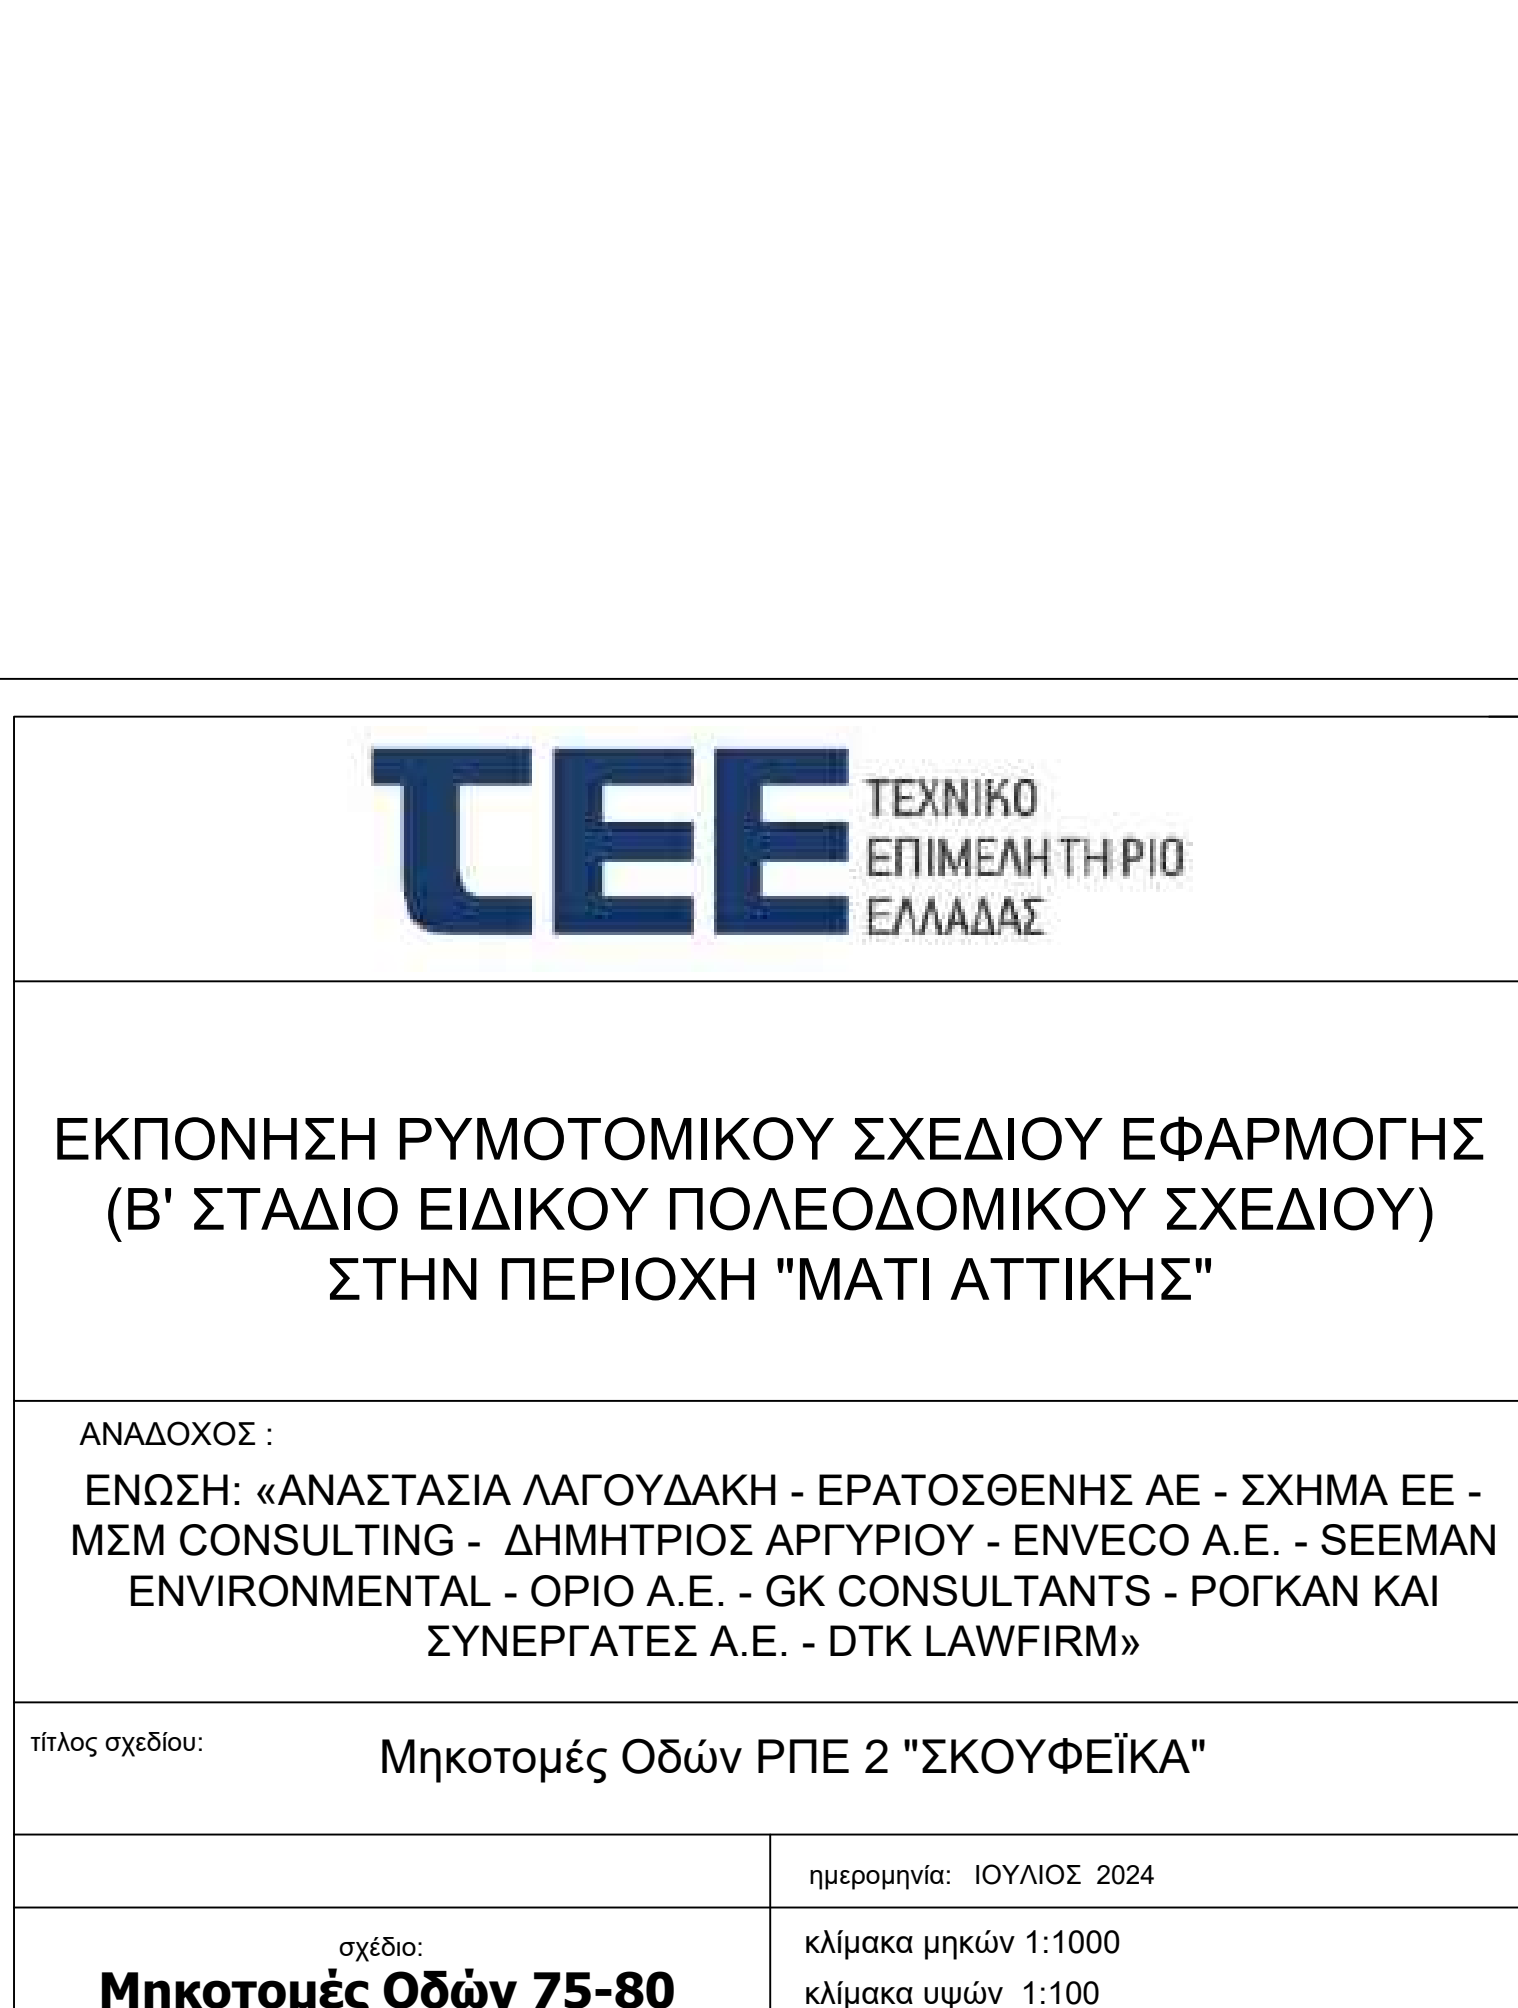 τEE
ΤΕΧΝΙΚΟ
ΕΠΙΜΕΛΗΤΗΡΙΟ
ΕΛΛΑΔΑΣ
ΕΚΠΟΝΗΣΗ ΡΥΜΟΤΟΜΙΚΟΥ ΣΧΕΔΙΟΥ ΕΦΑΡΜΟΓΗΣ
(Β' ΣΤΑΔΙΟ ΕΙΔΙΚΟΥ ΠΟΛΕΟΔΟΜΙΚΟΥ ΣΧΕΔΙΟΥ)
ΣΤΗΝ ΠΕΡΙΟΧΗ "ΜΑΤΙ ΑΤΤΙΚΗΣ"
ΑΝΑΔΟΧΟΣ :
ΕΝΩΣΗ: «ΑΝΑΣΤΑΣΙΑ ΛΑΓΟΥΔΑΚΗ - ΕΡΑΤΟΣΘΕΝΗΣ ΑΕ - ΣΧΗΜΑ ΕΕ -
ΜΣΜ CONSULTING - ΔΗΜΗΤΡΙΟΣ ΑΡΓΥΡΙΟΥ - ENVECO A.E. - SEEMAN
ENVIRONMENTAL - ΟΡΙΟ Α.Ε. - GK CONSULTANTS - ΡΟΓΚΑΝ ΚΑΙ
ΣΥΝΕΡΓΑΤΕΣ Α.Ε. - DTK LAWFIRM»
τίτλος σχεδίου:
Μηκοτομές Οδών ΡΠΕ 2 "ΣΚΟΥΦΕΪΚΑ"
ημερομηνία: ΙΟΥΛΙΟΣ 2024
σχέδιο:
Μηκοτομές Οδών 75-80
κλίμακα μηκών 1:1000
κλίμακα υψών 1:100